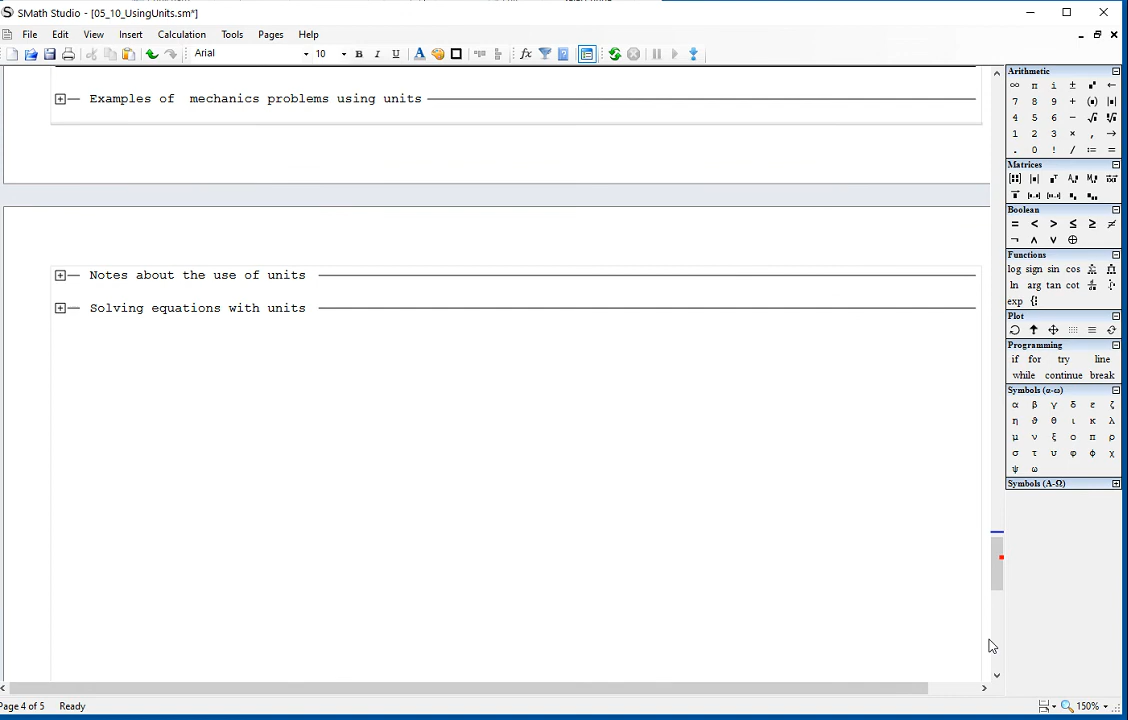 SMath Studio - [05_10_UsingUnits.sm*]
File Edit View Insert Calculation Tools Pages Help
Arial 10 B I U fx
Examples of mechanics problems using units
Notes about the use of units
Solving equations with units
Arithmetic
∞ π i ± ←
7 8 9 + (▪) |▪|
4 5 6 −
1 2 3 × , →
. 0 ! / := =
Matrices
Boolean
= < > ≤ ≥ ≠
¬ ∧ ∨ ⊕
Functions
log sign sin cos
ln arg tan cot
exp
Plot
Programming
if for try line
while continue break
Symbols (α-ω)
α β γ δ ε ζ
η ϑ θ ι κ λ
μ ν ξ ο π ρ
σ τ υ φ ϕ χ
ψ ω
Symbols (Α-Ω)
Page 4 of 5 Ready 150%